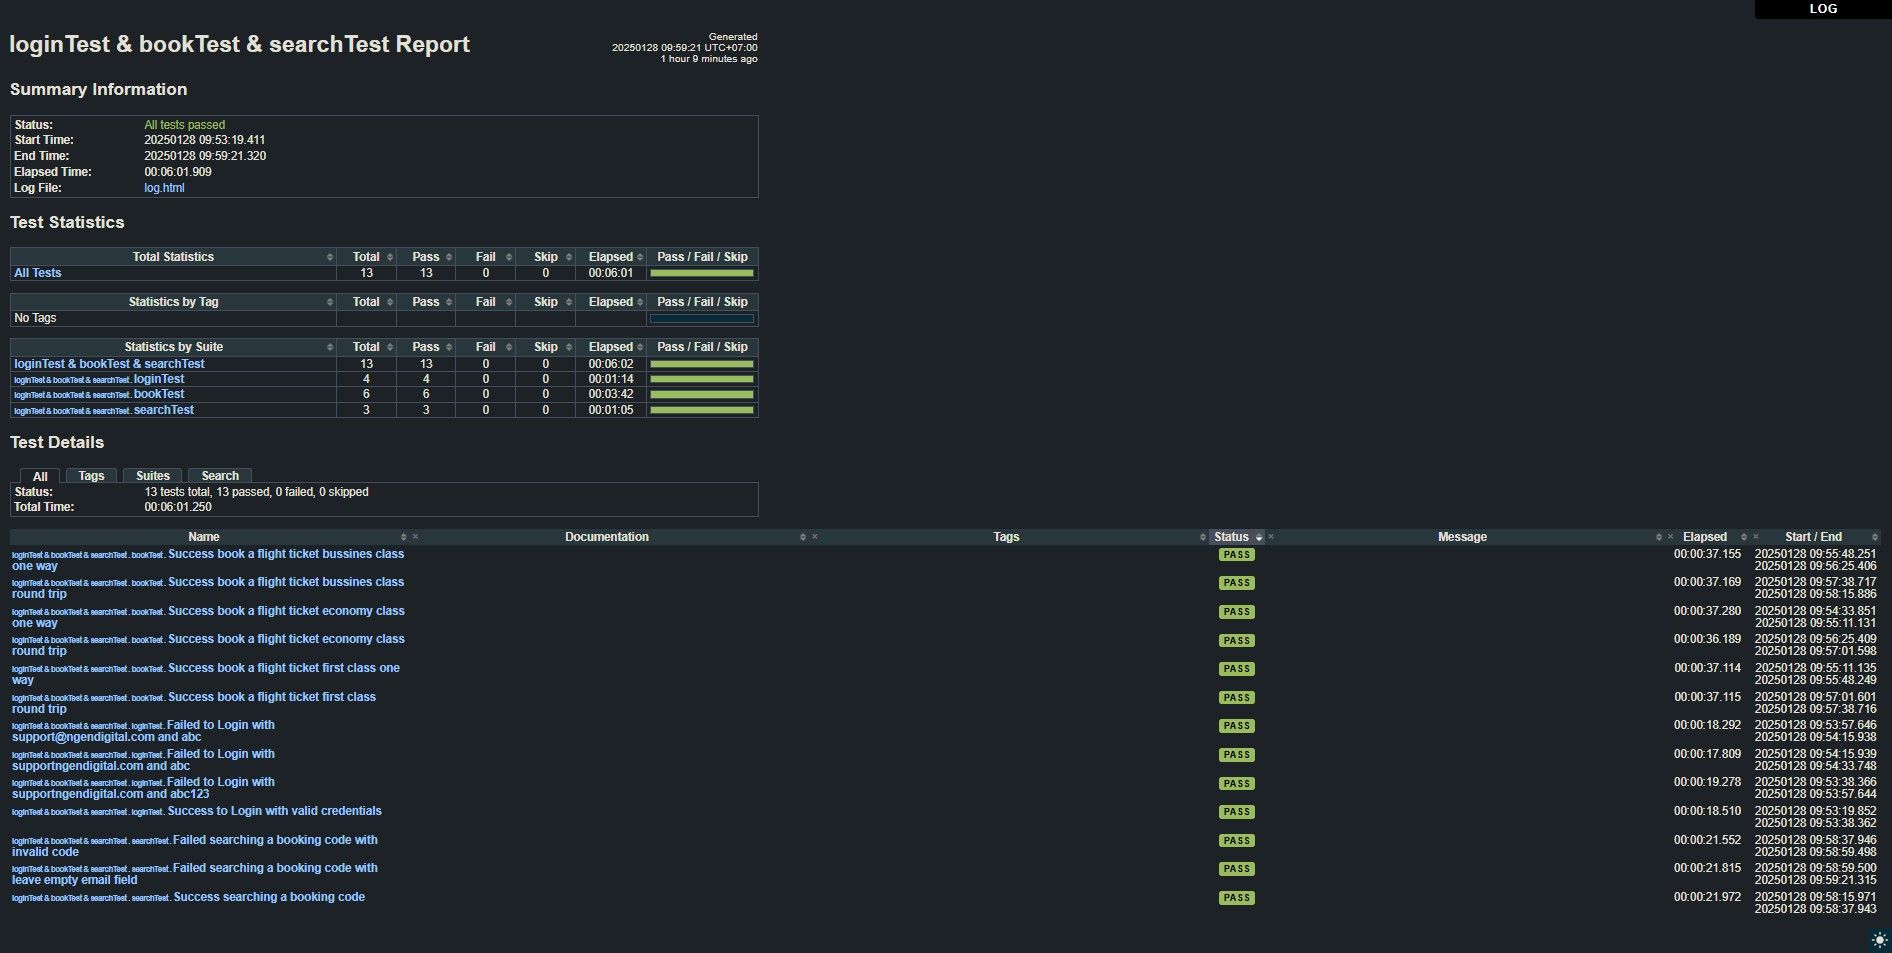 LOG
loginTest & bookTest & searchTest Report
Generated
20250128 09:59:21 UTC+07:00
1 hour 9 minutes ago
Summary Information
Status: All tests passed
Start Time: 20250128 09:53:19.411
End Time: 20250128 09:59:21.320
Elapsed Time: 00:06:01.909
Log File: log.html
Test Statistics
Total Statistics Total Pass Fail Skip Elapsed Pass / Fail / Skip
All Tests 13 13 0 0 00:06:01
Statistics by Tag Total Pass Fail Skip Elapsed Pass / Fail / Skip
No Tags
Statistics by Suite Total Pass Fail Skip Elapsed Pass / Fail / Skip
loginTest & bookTest & searchTest 13 13 0 0 00:06:02
loginTest & bookTest & searchTest . loginTest 4 4 0 0 00:01:14
loginTest & bookTest & searchTest . bookTest 6 6 0 0 00:03:42
loginTest & bookTest & searchTest . searchTest 3 3 0 0 00:01:05
Test Details
All Tags Suites Search
Status: 13 tests total, 13 passed, 0 failed, 0 skipped
Total Time: 00:06:01.250
Name × Documentation × Tags Status × Message × Elapsed × Start / End
loginTest & bookTest & searchTest . bookTest . Success book a flight ticket bussines class PASS 00:00:37.155 20250128 09:55:48.251
one way 20250128 09:56:25.406
loginTest & bookTest & searchTest . bookTest . Success book a flight ticket bussines class PASS 00:00:37.169 20250128 09:57:38.717
round trip 20250128 09:58:15.886
loginTest & bookTest & searchTest . bookTest . Success book a flight ticket economy class PASS 00:00:37.280 20250128 09:54:33.851
one way 20250128 09:55:11.131
loginTest & bookTest & searchTest . bookTest . Success book a flight ticket economy class PASS 00:00:36.189 20250128 09:56:25.409
round trip 20250128 09:57:01.598
loginTest & bookTest & searchTest . bookTest . Success book a flight ticket first class one PASS 00:00:37.114 20250128 09:55:11.135
way 20250128 09:55:48.249
loginTest & bookTest & searchTest . bookTest . Success book a flight ticket first class PASS 00:00:37.115 20250128 09:57:01.601
round trip 20250128 09:57:38.716
loginTest & bookTest & searchTest . loginTest . Failed to Login with PASS 00:00:18.292 20250128 09:53:57.646
support@ngendigital.com and abc 20250128 09:54:15.938
loginTest & bookTest & searchTest . loginTest . Failed to Login with PASS 00:00:17.809 20250128 09:54:15.939
supportngendigital.com and abc 20250128 09:54:33.748
loginTest & bookTest & searchTest . loginTest . Failed to Login with PASS 00:00:19.278 20250128 09:53:38.366
supportngendigital.com and abc123 20250128 09:53:57.644
loginTest & bookTest & searchTest . loginTest . Success to Login with valid credentials PASS 00:00:18.510 20250128 09:53:19.852
20250128 09:53:38.362
loginTest & bookTest & searchTest . searchTest . Failed searching a booking code with PASS 00:00:21.552 20250128 09:58:37.946
invalid code 20250128 09:58:59.498
loginTest & bookTest & searchTest . searchTest . Failed searching a booking code with PASS 00:00:21.815 20250128 09:58:59.500
leave empty email field 20250128 09:59:21.315
loginTest & bookTest & searchTest . searchTest . Success searching a booking code PASS 00:00:21.972 20250128 09:58:15.971
20250128 09:58:37.943